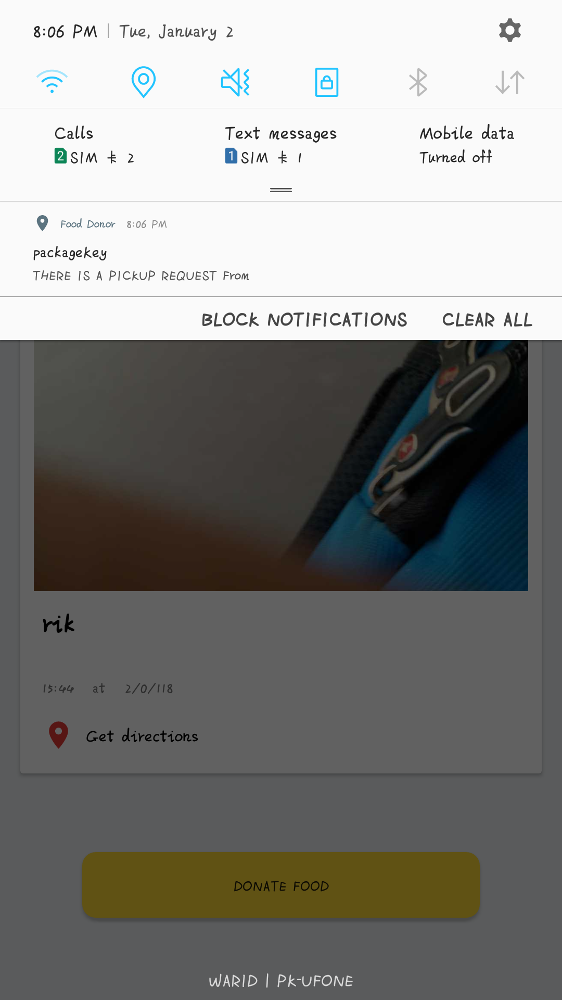 8:06 PM | Tue, January 2
Calls
2 SIM 卡 2
Text messages
1 SIM 卡 1
Mobile data
Turned off
Food Donor 8:06 PM
packagekey
THERE IS A PICKUP REQUEST From
BLOCK NOTIFICATIONS CLEAR ALL
rik
15:44 at 2/0/118
Get directions
DONATE FOOD
WARID | PK-UFONE